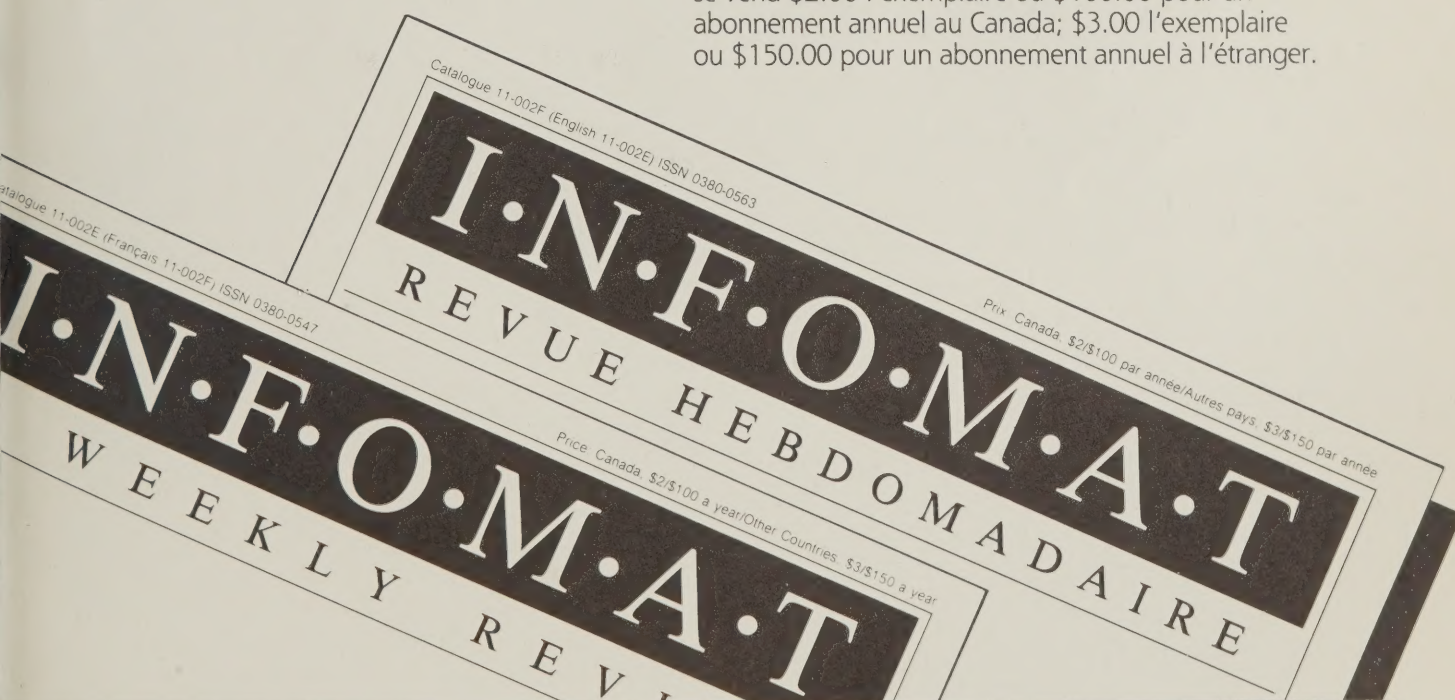 abonnement annuel au Canada; $3.00 l'exemplaire
ou $150.00 pour un abonnement annuel à l'étranger.
Catalogue 11-002F (English 11-002E) ISSN 0380-0563
Prix Canada, $2/$100 par année/Autres pays, $3/$150 par année
I·N·F·O·M·A·T
REVUE HEBDOMADAIRE
atalogue 11-002E (Français 11-002F) ISSN 0380-0547
Price Canada, $2/$100 a year/Other Countries, $3/$150 a year
I·N·F·O·M·A·T
WEEKLY REV